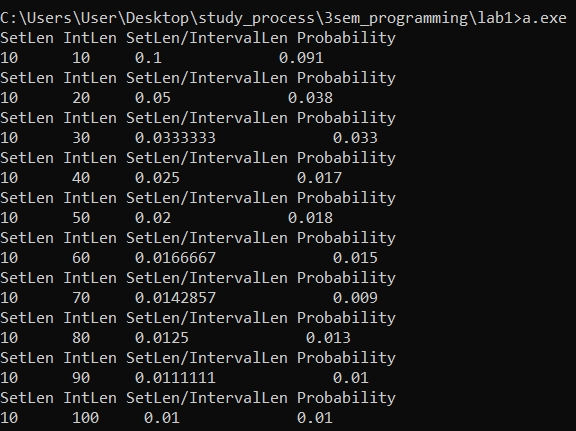 C:\Users\User\Desktop\study_process\3sem_programming\lab1>a.exe
SetLen IntLen SetLen/IntervalLen Probability
10 10 0.1 0.091
SetLen IntLen SetLen/IntervalLen Probability
10 20 0.05 0.038
SetLen IntLen SetLen/IntervalLen Probability
10 30 0.0333333 0.033
SetLen IntLen SetLen/IntervalLen Probability
10 40 0.025 0.017
SetLen IntLen SetLen/IntervalLen Probability
10 50 0.02 0.018
SetLen IntLen SetLen/IntervalLen Probability
10 60 0.0166667 0.015
SetLen IntLen SetLen/IntervalLen Probability
10 70 0.0142857 0.009
SetLen IntLen SetLen/IntervalLen Probability
10 80 0.0125 0.013
SetLen IntLen SetLen/IntervalLen Probability
10 90 0.0111111 0.01
SetLen IntLen SetLen/IntervalLen Probability
10 100 0.01 0.01